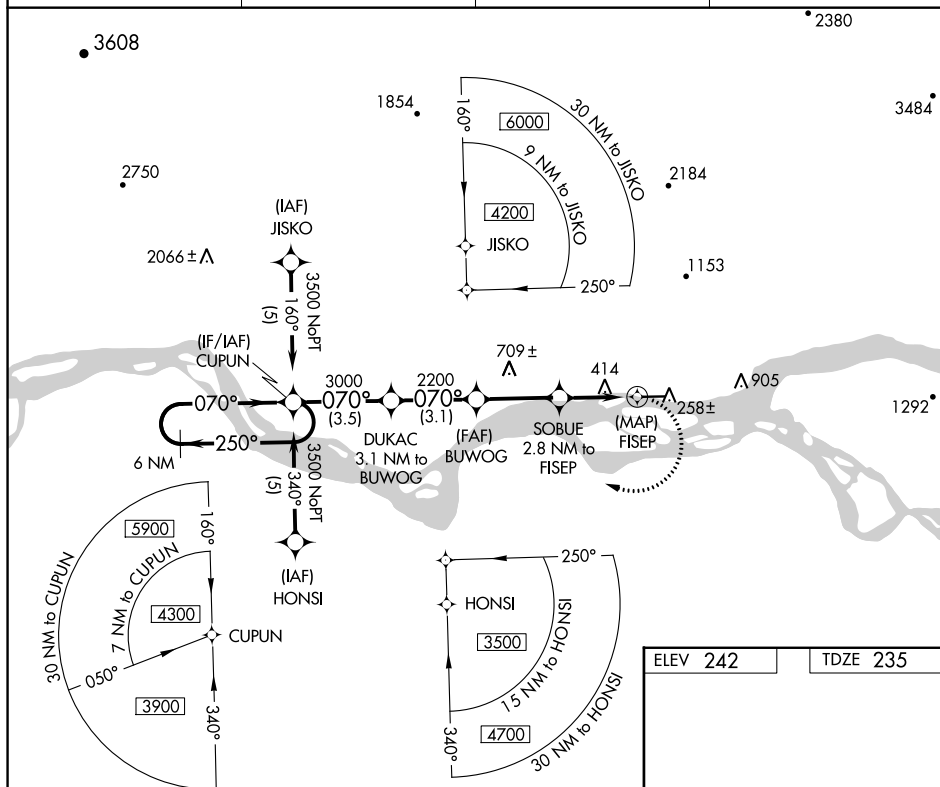 2380
3608
3484
1854
160°
6000
30 NM to JISKO
9 NM to JISKO
2750
2184
(IAF)
JISKO
4200
JISKO
2066 ±
1153
250°
3500 NoPT
160°
(5)
(IF/IAF)
CUPUN
709 ±
414
905
3000
2200
070°
070°
070°
(3.5)
(3.1)
258±
1292
(MAP)
FISEP
DUKAC
3.1 NM to
BUWOG
(FAF)
BUWOG
SOBUE
2.8 NM to
FISEP
250°
6 NM
3500 NoPT
340°
(5)
(IAF)
HONSI
5900
160°
30 NM to CUPUN
7 NM to CUPUN
4300
CUPUN
050°
3900
340°
250°
HONSI
3500
15 NM to HONSI
30 NM to HONSI
340°
4700
ELEV 242
TDZE 235